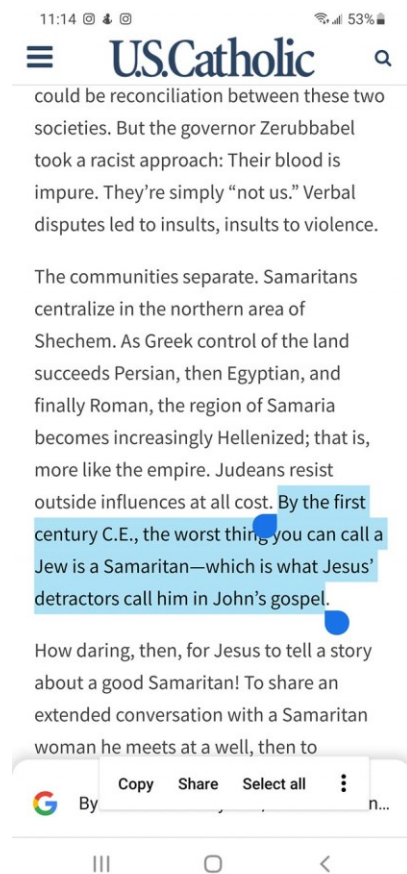 11:14 53%
U.S.Catholic
could be reconciliation between these two
societies. But the governor Zerubbabel
took a racist approach: Their blood is
impure. They’re simply “not us.” Verbal
disputes led to insults, insults to violence.
The communities separate. Samaritans
centralize in the northern area of
Shechem. As Greek control of the land
succeeds Persian, then Egyptian, and
finally Roman, the region of Samaria
becomes increasingly Hellenized; that is,
more like the empire. Judeans resist
outside influences at all cost. By the first
century C.E., the worst thing you can call a
Jew is a Samaritan—which is what Jesus’
detractors call him in John’s gospel.
How daring, then, for Jesus to tell a story
about a good Samaritan! To share an
extended conversation with a Samaritan
woman he meets at a well, then to
Copy Share Select all
G By n...